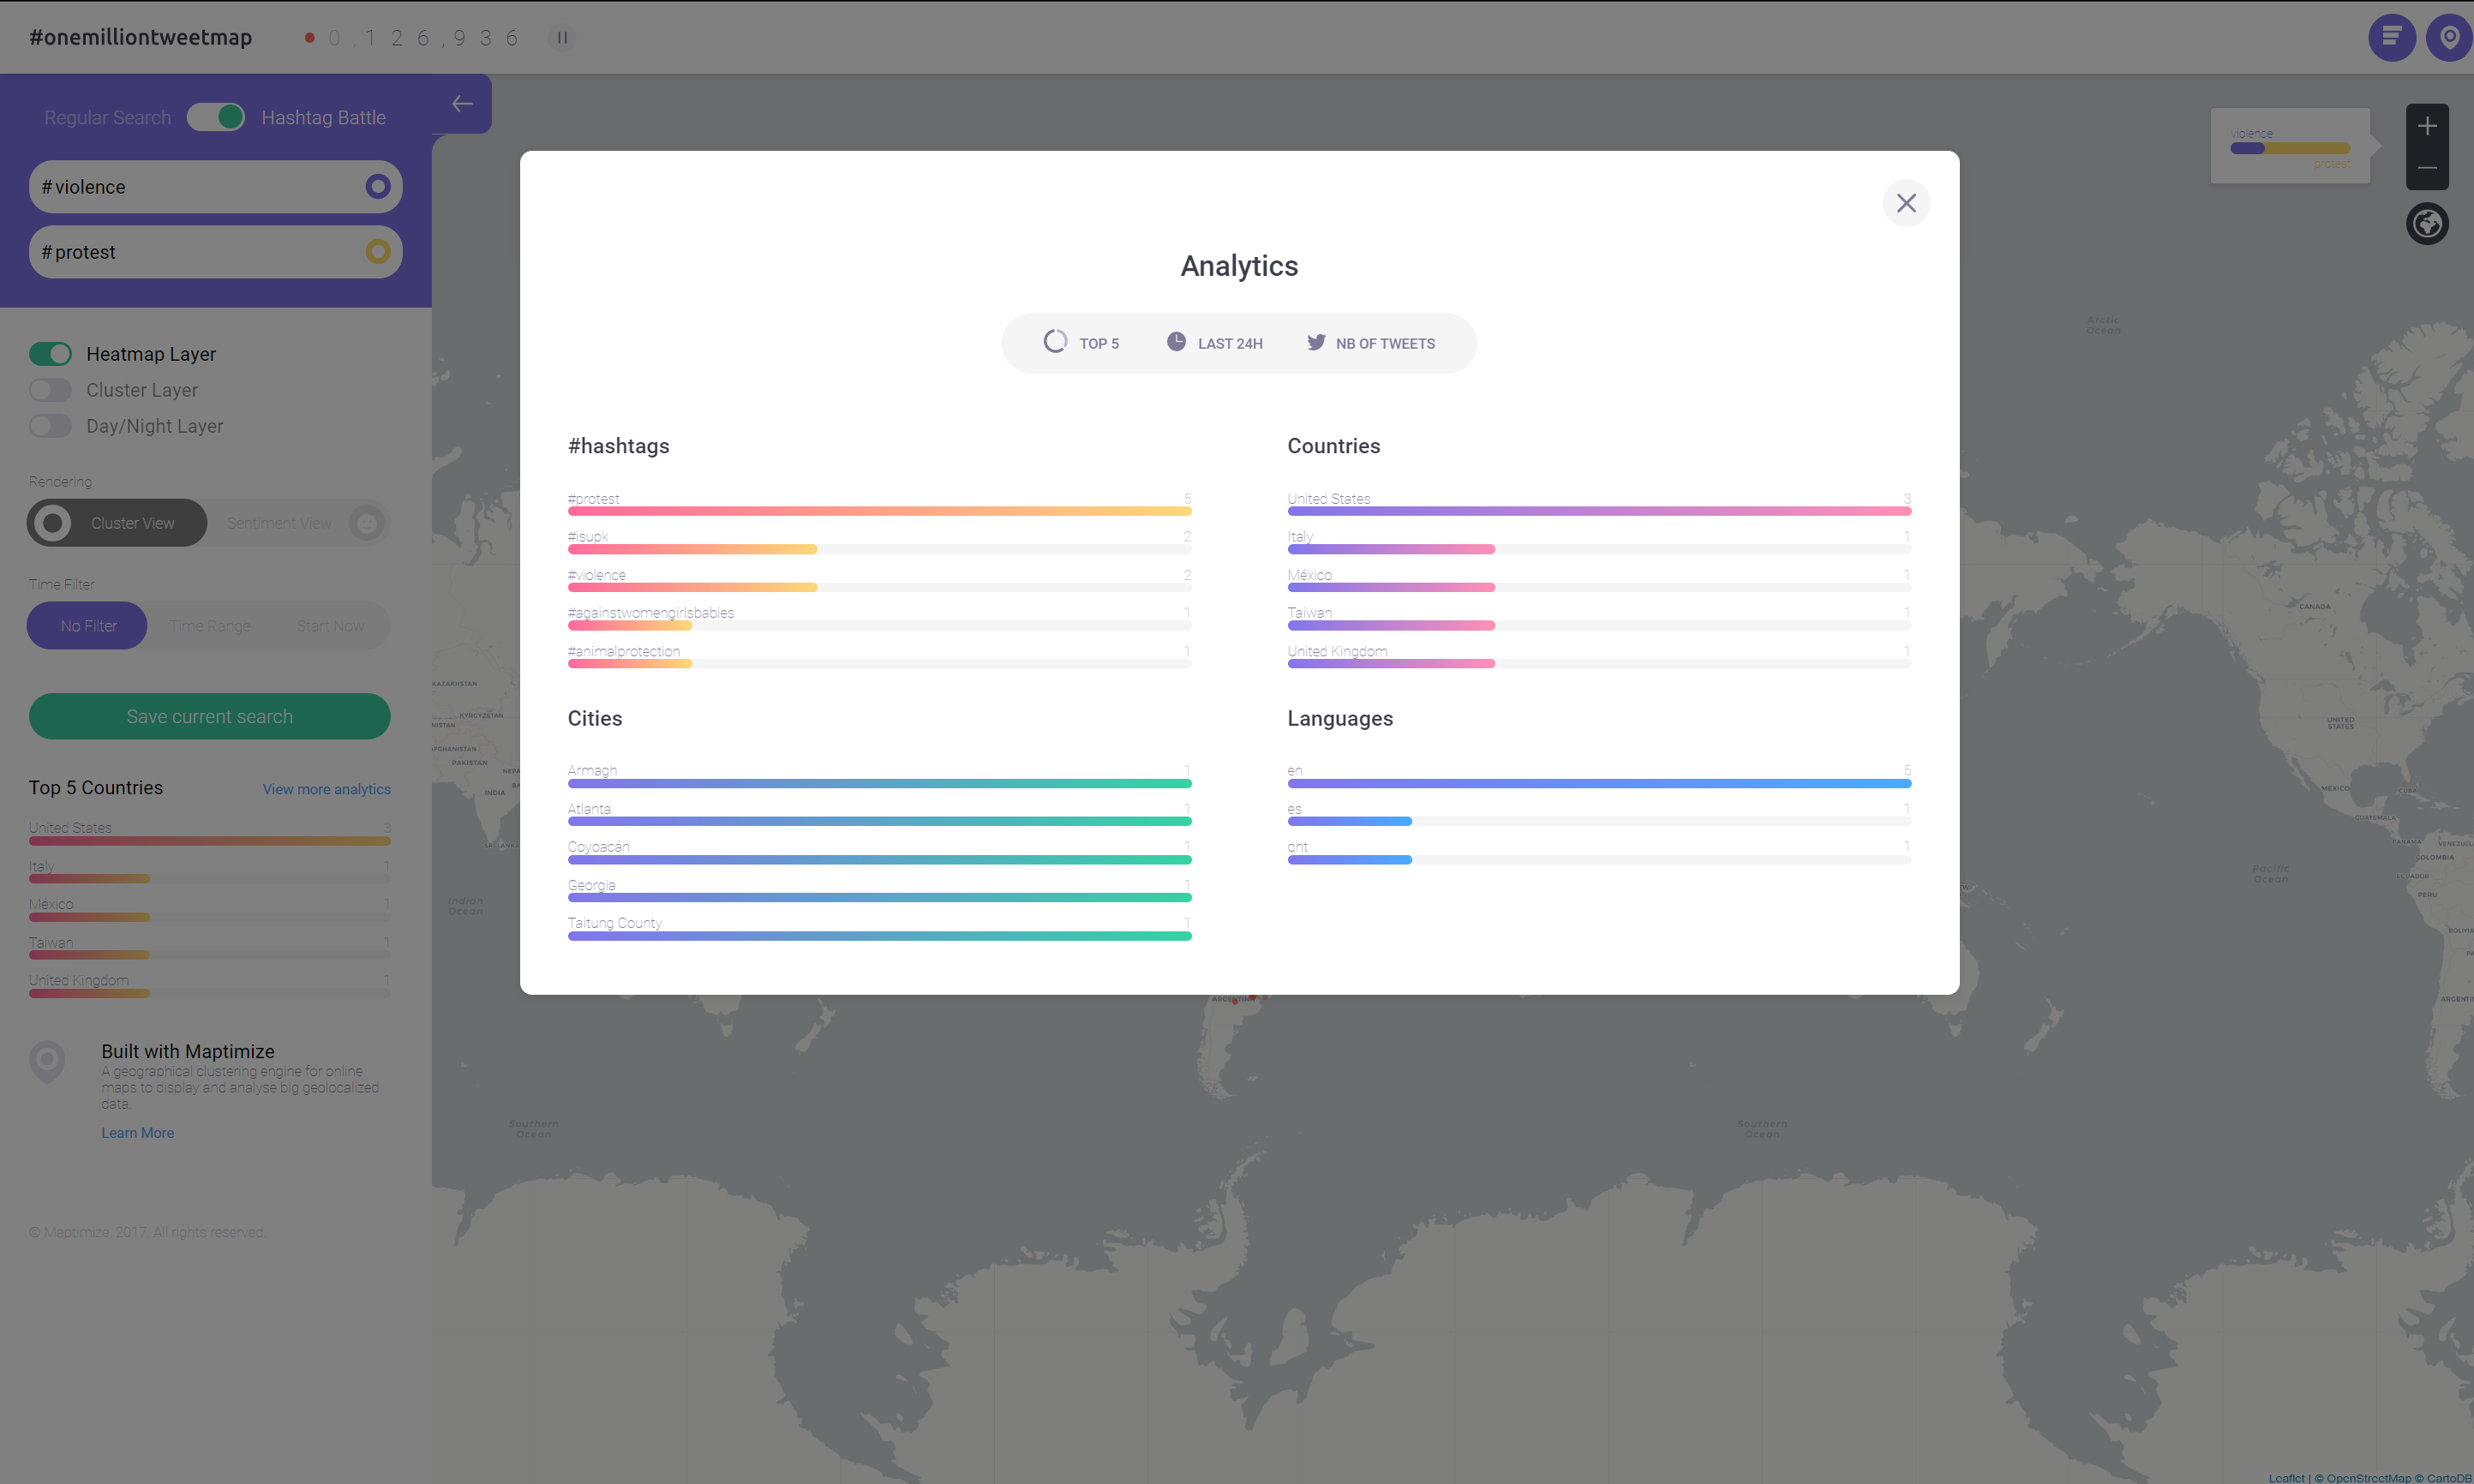 #onemilliontweetmap
0,126,936
Regular Search
Hashtag Battle
#violence
#protest
Heatmap Layer
Cluster Layer
Day/Night Layer
Rendering
Cluster View
Sentiment View
Time Filter
No Filter
Time Range
Start Now
Save current search
Top 5 Countries
View more analytics
United States 3
Italy 1
México 1
Taiwan 1
United Kingdom 1
Built with Maptimize
A geographical clustering engine for online
maps to display and analyse big geolocalized
data.
Learn More
© Maptimize, 2017. All rights reserved.
Analytics
TOP 5
LAST 24H
NB OF TWEETS
#hashtags
#protest 5
#isupk 2
#violence 2
#againstwomengirlsbabies 1
#animalprotection 1
Countries
United States 3
Italy 1
México 1
Taiwan 1
United Kingdom 1
Cities
Armagh 1
Atlanta 1
Coyoacán 1
Georgia 1
Taitung County 1
Languages
en 5
es 1
qht 1
violence
protest
Arctic
Ocean
CANADA
UNITED
STATES
MEXICO
CUBA
GUATEMALA
PANAMA
COLOMBIA
ECUADOR
PERU
Pacific
Ocean
KAZAKHSTAN
KYRGYZSTAN
PAKISTAN
INDIA
Indian
Ocean
Southern
Ocean
ARGENTINA
Southern
Ocean
Leaflet | © OpenStreetMap © CartoDB